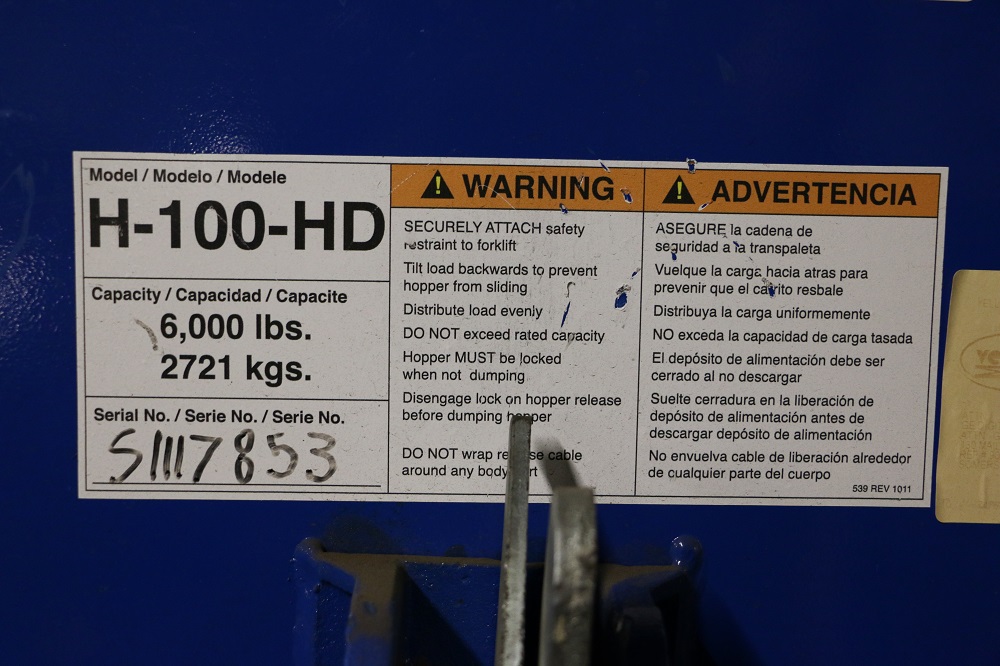 Model / Modelo / Modele
H-100-HD
Capacity / Capacidad / Capacite
6,000 lbs.
2721 kgs.
Serial No. / Serie No. / Serie No.
S1117853
WARNING
SECURELY ATTACH safety
restraint to forklift
Tilt load backwards to prevent
hopper from sliding
Distribute load evenly
DO NOT exceed rated capacity
Hopper MUST be locked
when not dumping
Disengage lock on hopper release
before dumping hopper
DO NOT wrap cable
around any body
ADVERTENCIA
ASEGURE la cadena de
seguridad a la transpaleta
Vuelque la carga hacia atras para
prevenir que el carrito resbale
Distribuya la carga uniformemente
NO exceda la capacidad de carga tasada
El depósito de alimentación debe ser
cerrado al no descargar
Suelte cerradura en la liberación de
depósito de alimentación antes de
descargar depósito de alimentación
No envuelva cable de liberación alrededor
de cualquier parte del cuerpo
539 REV 1011